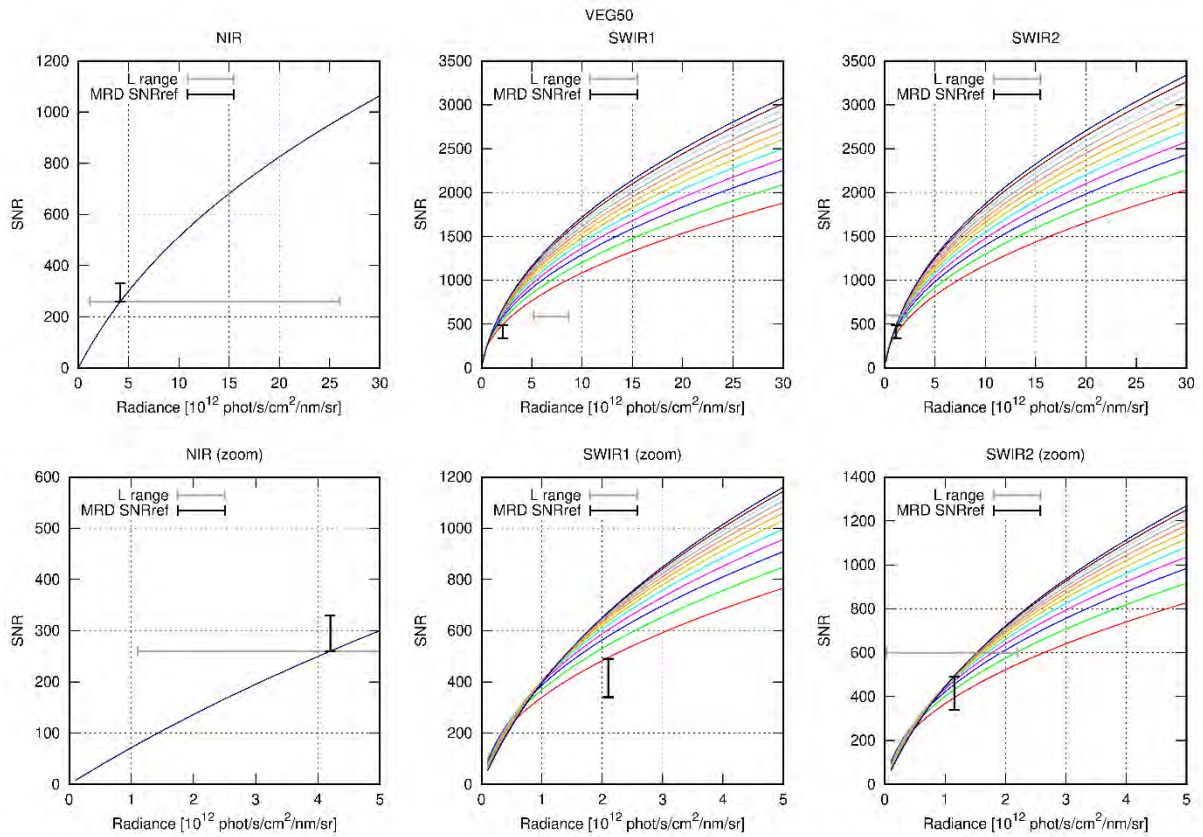 VEG50
NIR
SNR
1200
1000
800
600
400
200
0
L range
MRD SNRref
0 5 10 15 20 25 30
Radiance [10¹² phot/s/cm²/nm/sr]
SWIR1
SNR
3500
3000
2500
2000
1500
1000
500
0
L range
MRD SNRref
0 5 10 15 20 25 30
Radiance [10¹² phot/s/cm²/nm/sr]
SWIR2
SNR
3500
3000
2500
2000
1500
1000
500
0
L range
MRD SNRref
0 5 10 15 20 25 30
Radiance [10¹² phot/s/cm²/nm/sr]
NIR (zoom)
SNR
600
500
400
300
200
100
0
L range
MRD SNRref
0 1 2 3 4 5
Radiance [10¹² phot/s/cm²/nm/sr]
SWIR1 (zoom)
SNR
1200
1000
800
600
400
200
0
L range
MRD SNRref
0 1 2 3 4 5
Radiance [10¹² phot/s/cm²/nm/sr]
SWIR2 (zoom)
SNR
1400
1200
1000
800
600
400
200
0
L range
MRD SNRref
0 1 2 3 4 5
Radiance [10¹² phot/s/cm²/nm/sr]